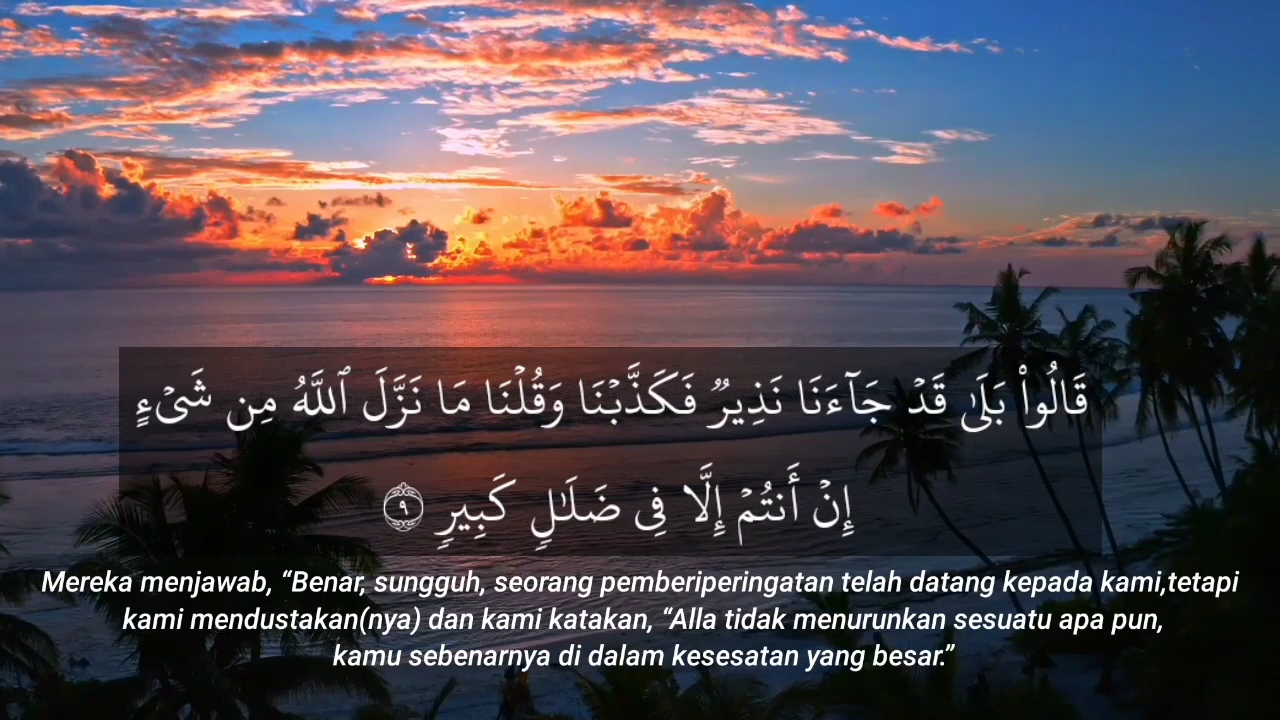 قَالُوا۟ بَلَىٰ قَدْ جَآءَنَا نَذِيرٌ فَكَذَّبْنَا وَقُلْنَا مَا نَزَّلَ ٱللَّهُ مِن شَىْءٍ
إِنْ أَنتُمْ إِلَّا فِى ضَلَـٰلٍ كَبِيرٍ ٩
Mereka menjawab, “Benar, sungguh, seorang pemberiperingatan telah datang kepada kami,tetapi
kami mendustakan(nya) dan kami katakan, “Alla tidak menurunkan sesuatu apa pun,
kamu sebenarnya di dalam kesesatan yang besar.”